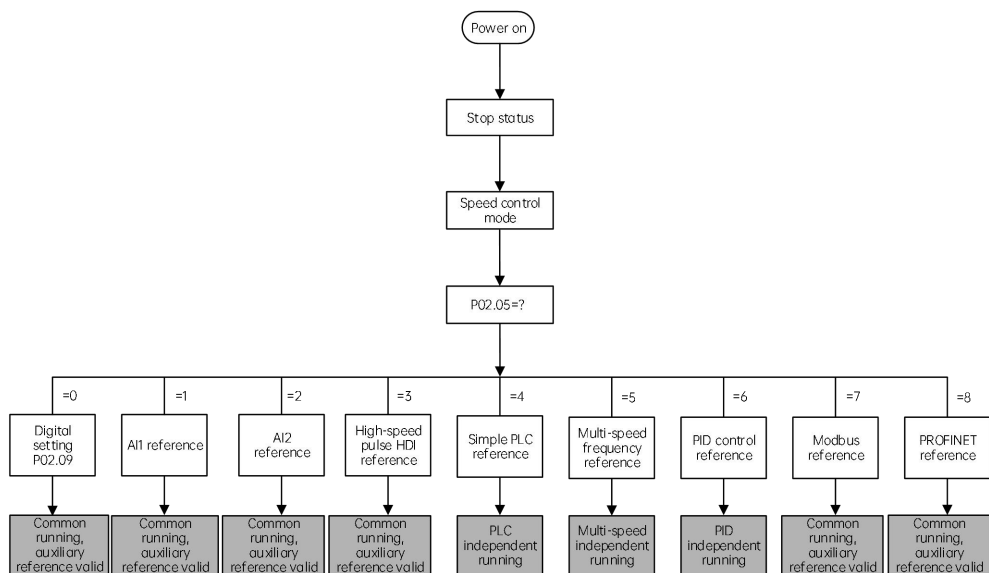 Power on
Stop status
Speed control
mode
P02.05=?
=0
=1
=2
=3
=4
=5
=6
=7
=8
Digital
setting
P02.09
AI1 reference
AI2
reference
High-speed
pulse HDI
reference
Simple PLC
reference
Multi-speed
frequency
reference
PID control
reference
Modbus
reference
PROFINET
reference
Common
running,
auxiliary
reference valid
Common
running,
auxiliary
reference valid
Common
running,
auxiliary
reference valid
Common
running,
auxiliary
reference valid
PLC
independent
running
Multi-speed
independent
running
PID
independent
running
Common
running,
auxiliary
reference valid
Common
running,
auxiliary
reference valid